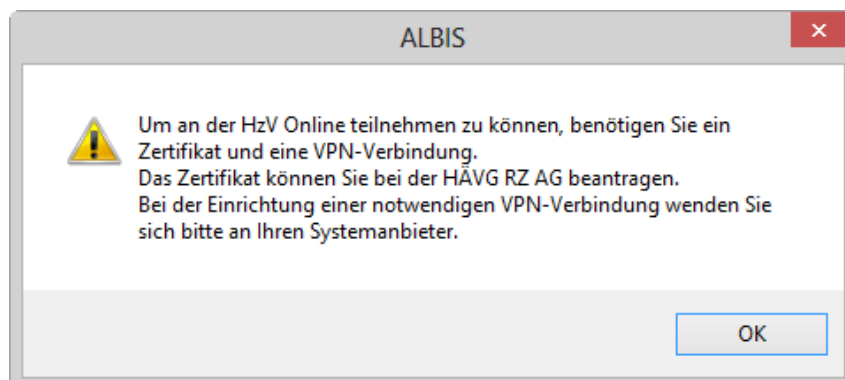 ALBIS
Um an der HzV Online teilnehmen zu können, benötigen Sie ein
Zertifikat und eine VPN-Verbindung.
Das Zertifikat können Sie bei der HÄVG RZ AG beantragen.
Bei der Einrichtung einer notwendigen VPN-Verbindung wenden Sie
sich bitte an Ihren Systemanbieter.
OK